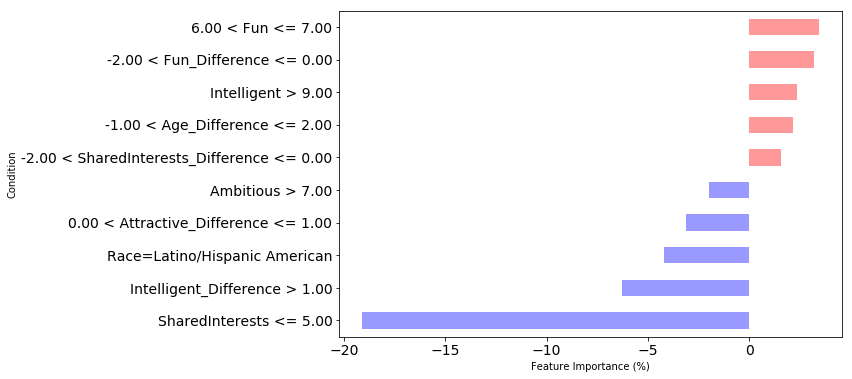 6.00 < Fun <= 7.00
-2.00 < Fun_Difference <= 0.00
Intelligent > 9.00
-1.00 < Age_Difference <= 2.00
-2.00 < SharedInterests_Difference <= 0.00
Ambitious > 7.00
0.00 < Attractive_Difference <= 1.00
Race=Latino/Hispanic American
Intelligent_Difference > 1.00
SharedInterests <= 5.00
Condition
−20 −15 −10 −5 0
Feature Importance (%)